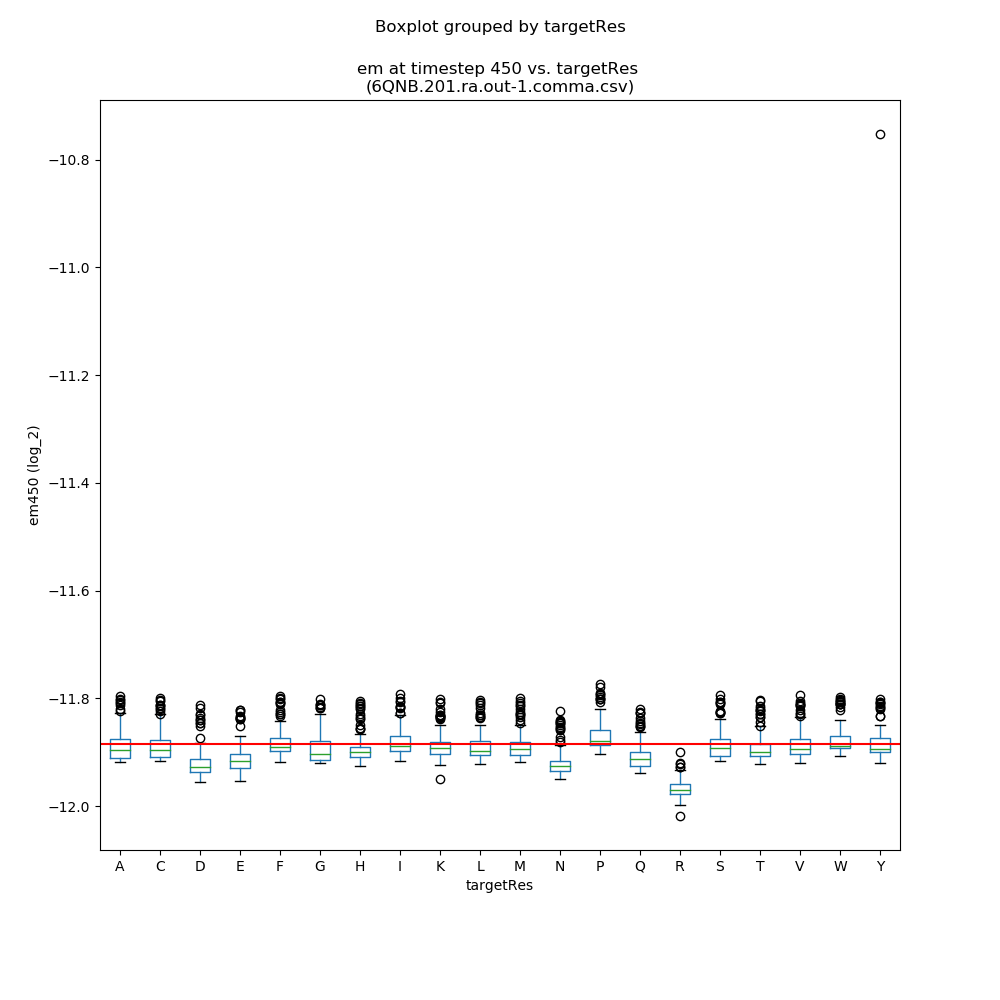 Boxplot grouped by targetRes
em at timestep 450 vs. targetRes
(6QNB.201.ra.out-1.comma.csv)
−10.8
−11.0
−11.2
−11.4
−11.6
−11.8
−12.0
em450 (log_2)
A C D E F G H I K L M N P Q R S T V W Y
targetRes